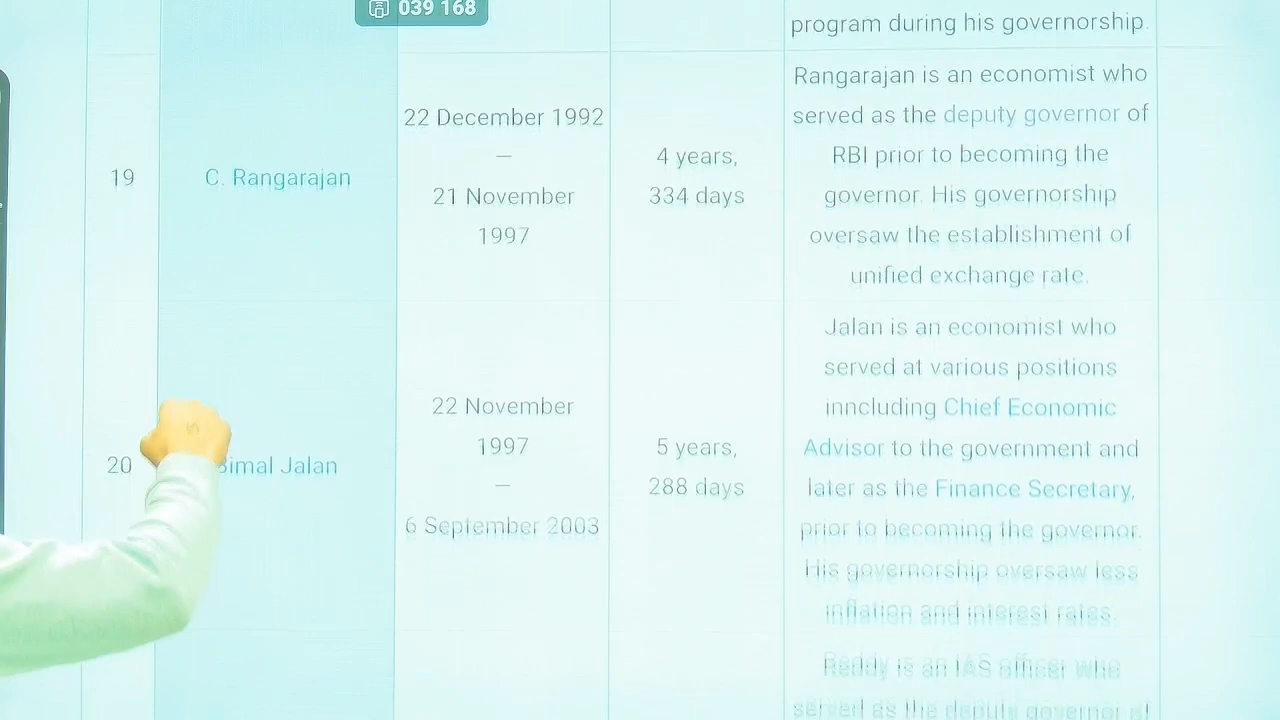 039 168
program during his governorship.
19
C. Rangarajan
22 December 1992
—
21 November
1997
4 years,
334 days
Rangarajan is an economist who
served as the deputy governor of
RBI prior to becoming the
governor. His governorship
oversaw the establishment of
unified exchange rate.
20
Bimal Jalan
22 November
1997
—
6 September 2003
5 years,
288 days
Jalan is an economist who
served at various positions
inncluding Chief Economic
Advisor to the government and
later as the Finance Secretary,
prior to becoming the governor.
His governorship oversaw less
inflation and interest rates.
Reddy is an IAS officer who
served as the deputy governor of